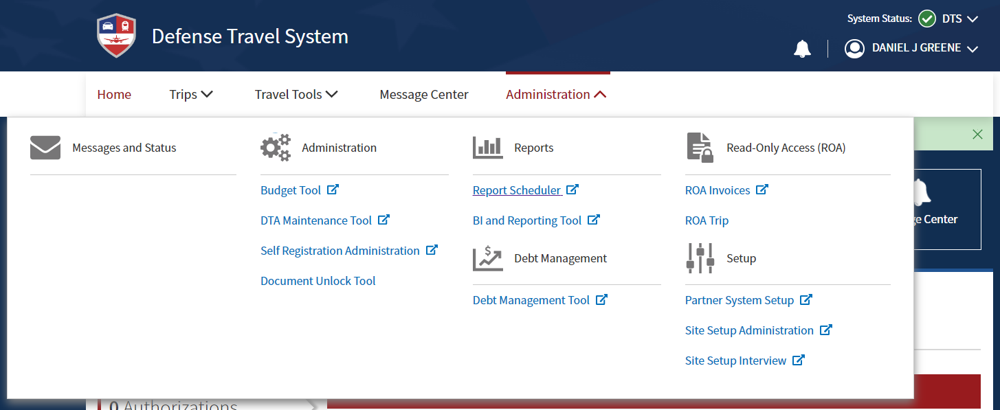 System Status: DTS
Defense Travel System
DANIEL J GREENE
Home Trips Travel Tools Message Center Administration
Messages and Status
Administration
Budget Tool
DTA Maintenance Tool
Self Registration Administration
Document Unlock Tool
Reports
Report Scheduler
BI and Reporting Tool
Debt Management
$
Debt Management Tool
Read-Only Access (ROA)
ROA Invoices
ROA Trip
Setup
Partner System Setup
Site Setup Administration
Site Setup Interview
ge Center
0 Authorizations